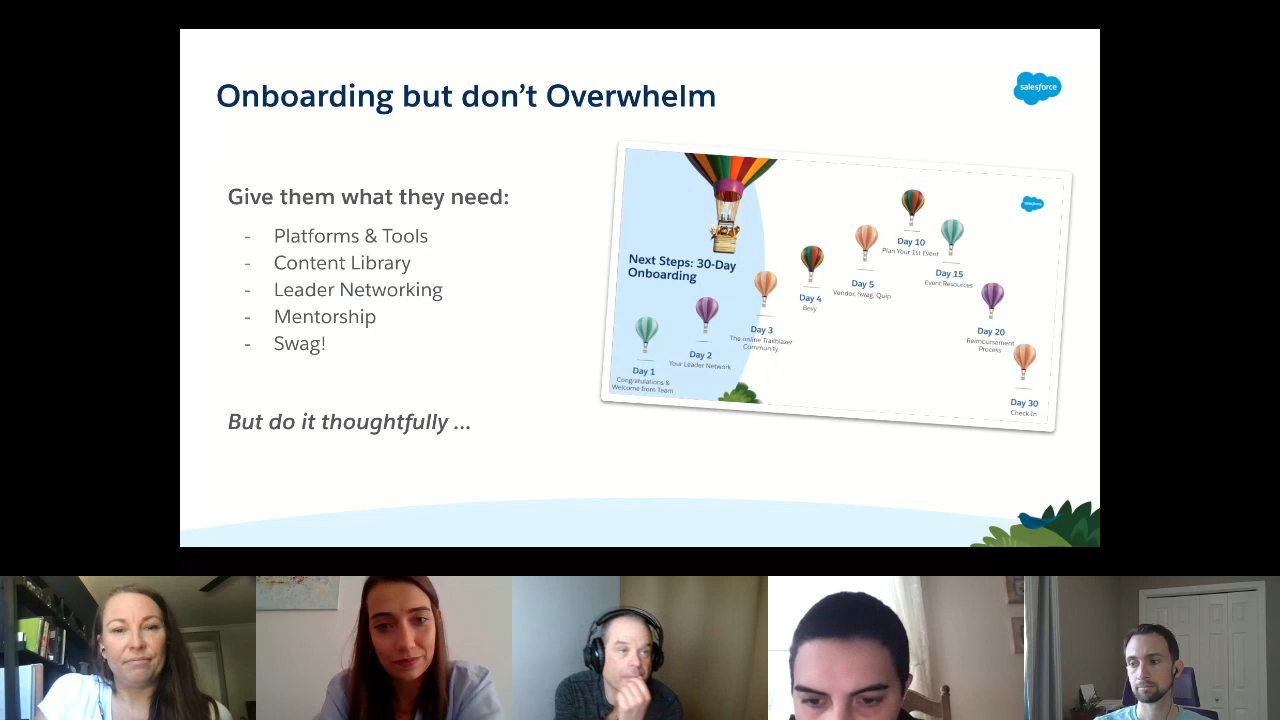 Onboarding but don't Overwhelm
salesforce
Give them what they need:
- Platforms & Tools
- Content Library
- Leader Networking
- Mentorship
- Swag!
But do it thoughtfully ...
Next Steps: 30-Day
Onboarding
Day 1
Congratulations &
Welcome from Team
Day 2
Your Leader Network
Day 3
The online Trailblazer
Community
Day 4
Bevy
Day 5
Vendor, Swag, Quip
Day 10
Plan Your 1st Event
Day 15
Event Resources
Day 20
Reimbursement
Process
Day 30
Check-In